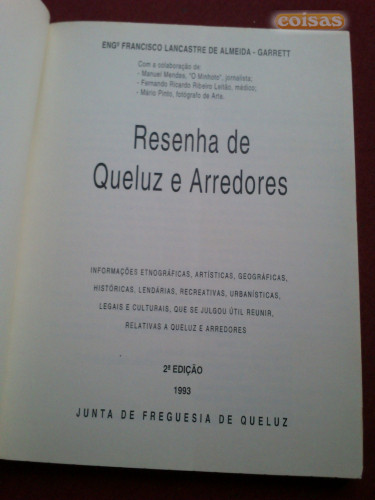 coisas
ENGº FRANCISCO LANCASTRE DE ALMEIDA - GARRETT
Com a colaboração de:
- Manuel Mendes, "O Minhoto", jornalista;
- Fernando Ricardo Ribeiro Leitão, médico;
- Mário Pinto, fotógrafo de Arte.
Resenha de
Queluz e Arredores
INFORMAÇÕES ETNOGRÁFICAS, ARTÍSTICAS, GEOGRÁFICAS,
HISTÓRICAS, LENDÁRIAS, RECREATIVAS, URBANÍSTICAS,
LEGAIS E CULTURAIS, QUE SE JULGOU ÚTIL REUNIR,
RELATIVAS A QUELUZ E ARREDORES
2ª EDIÇÃO
1993
JUNTA DE FREGUESIA DE QUELUZ